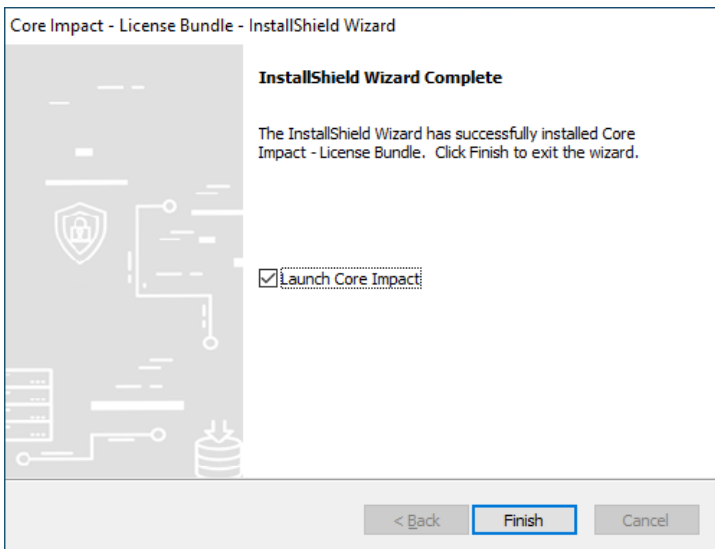 Core Impact - License Bundle - InstallShield Wizard
InstallShield Wizard Complete
The InstallShield Wizard has successfully installed Core
Impact - License Bundle.  Click Finish to exit the wizard.
Launch Core Impact
< Back
Finish
Cancel